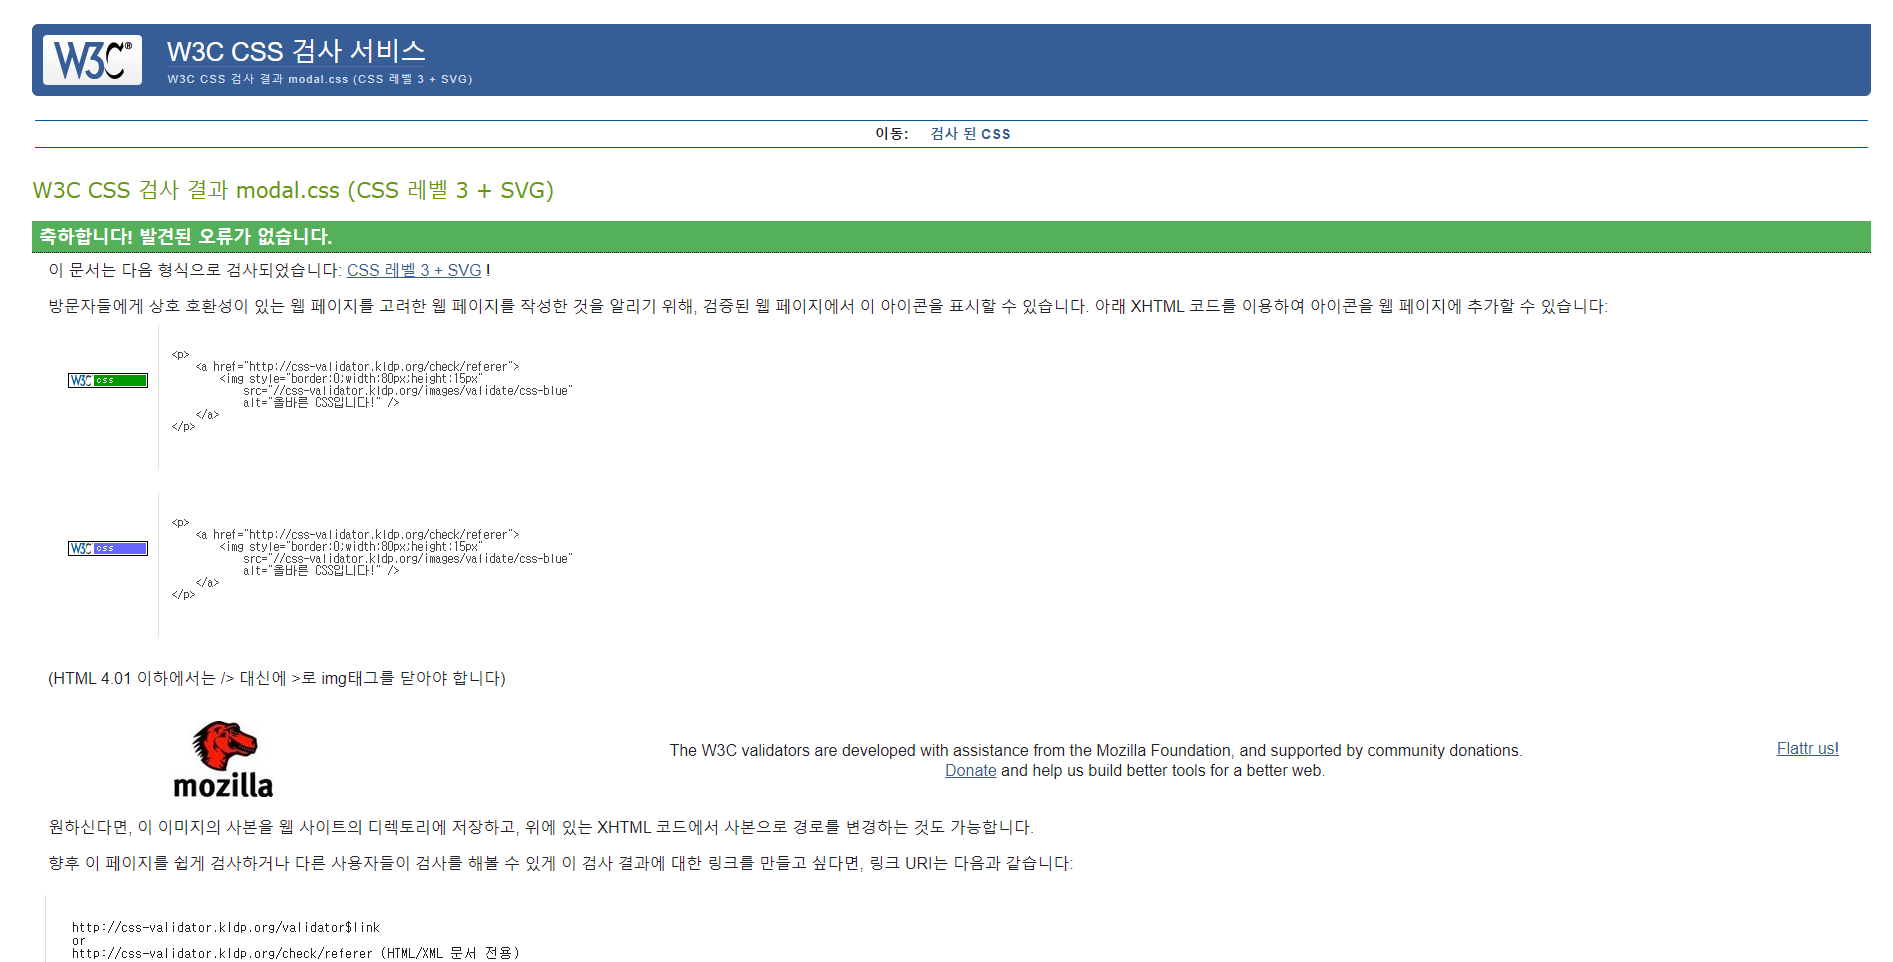 W3C®
W3C CSS 검사 서비스
W3C CSS 검사 결과 modal.css (CSS 레벨 3 + SVG)
이동: 검사 된 CSS
W3C CSS 검사 결과 modal.css (CSS 레벨 3 + SVG)
축하합니다! 발견된 오류가 없습니다.
이 문서는 다음 형식으로 검사되었습니다: CSS 레벨 3 + SVG !
방문자들에게 상호 호환성이 있는 웹 페이지를 고려한 웹 페이지를 작성한 것을 알리기 위해, 검증된 웹 페이지에서 이 아이콘을 표시할 수 있습니다. 아래 XHTML 코드를 이용하여 아이콘을 웹 페이지에 추가할 수 있습니다:
W3C css
<p>
<a href="http://css-validator.kldp.org/check/referer">
<img style="border:0;width:80px;height:15px"
src="//css-validator.kldp.org/images/validate/css-blue"
alt="올바른 CSS입니다!" />
</a>
</p>
W3C css
<p>
<a href="http://css-validator.kldp.org/check/referer">
<img style="border:0;width:80px;height:15px"
src="//css-validator.kldp.org/images/validate/css-blue"
alt="올바른 CSS입니다!" />
</a>
</p>
(HTML 4.01 이하에서는 /> 대신에 >로 img태그를 닫아야 합니다)
mozilla
The W3C validators are developed with assistance from the Mozilla Foundation, and supported by community donations.
Donate and help us build better tools for a better web.
Flattr us!
원하신다면, 이 이미지의 사본을 웹 사이트의 디렉토리에 저장하고, 위에 있는 XHTML 코드에서 사본으로 경로를 변경하는 것도 가능합니다.
향후 이 페이지를 쉽게 검사하거나 다른 사용자들이 검사를 해볼 수 있게 이 검사 결과에 대한 링크를 만들고 싶다면, 링크 URI는 다음과 같습니다:
http://css-validator.kldp.org/validator$link
or
http://css-validator.kldp.org/check/referer (HTML/XML 문서 전용)